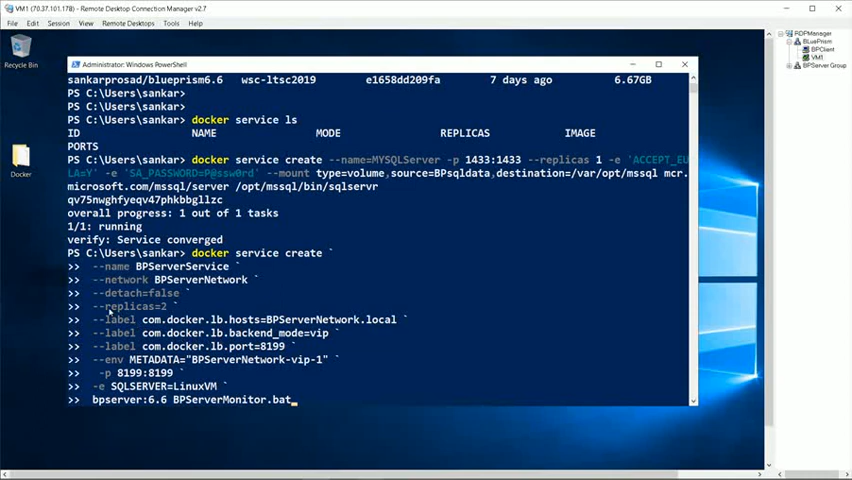 VM1 (70.37.101.178) - Remote Desktop Connection Manager v2.7
File Edit Session View Remote Desktops Tools Help
RDPManager
BLuePrism
BPClient
VM1
BPServer Group
Recycle Bin
Docker
Administrator: Windows PowerShell
sankarprosad/blueprism6.6 wsc-ltsc2019 e1658dd209fa 7 days ago 6.67GB
PS C:\Users\sankar>
PS C:\Users\sankar>
PS C:\Users\sankar> docker service ls
ID NAME MODE REPLICAS IMAGE
PORTS
PS C:\Users\sankar> docker service create --name=MYSQLServer -p 1433:1433 --replicas 1 -e 'ACCEPT_EU
LA=Y' -e 'SA_PASSWORD=P@ssw0rd' --mount type=volume,source=BPsqldata,destination=/var/opt/mssql mcr.
microsoft.com/mssql/server /opt/mssql/bin/sqlservr
qv75nwghfyeqv47phkbbgllzc
overall progress: 1 out of 1 tasks
1/1: running
verify: Service converged
PS C:\Users\sankar> docker service create `
>> --name BPServerService `
>> --network BPServerNetwork `
>> --detach=false `
>> --replicas=2 `
>> --label com.docker.lb.hosts=BPServerNetwork.local `
>> --label com.docker.lb.backend_mode=vip `
>> --label com.docker.lb.port=8199 `
>> --env METADATA="BPServerNetwork-vip-1" `
>> -p 8199:8199 `
>> -e SQLSERVER=LinuxVM `
>> bpserver:6.6 BPServerMonitor.bat